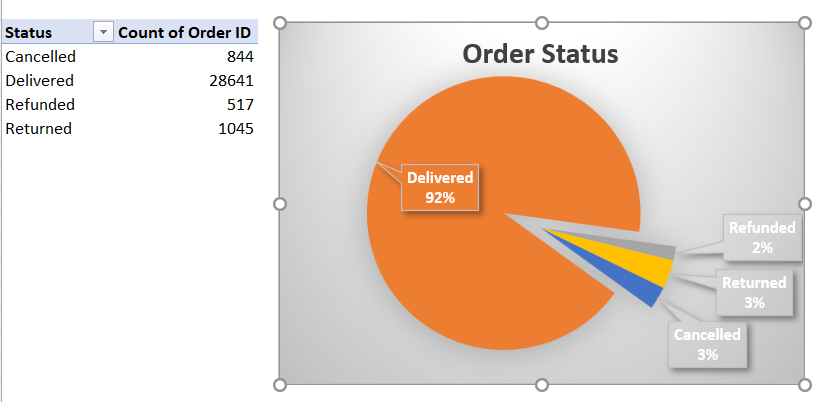 Status Count of Order ID
Cancelled 844
Delivered 28641
Refunded 517
Returned 1045
Order Status
Delivered
92%
Refunded
2%
Returned
3%
Cancelled
3%